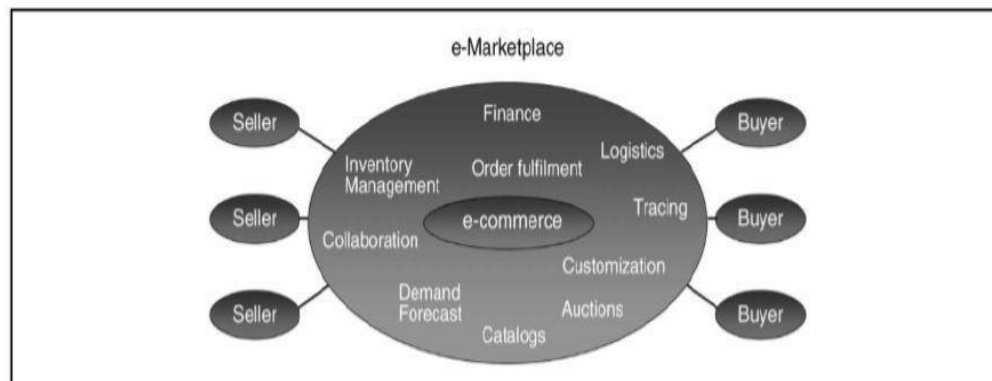 e-Marketplace
Finance
Seller
Buyer
Logistics
Inventory
Management
Order fulfilment
Seller
e-commerce
Tracing
Buyer
Collaboration
Customization
Demand
Forecast
Auctions
Seller
Buyer
Catalogs